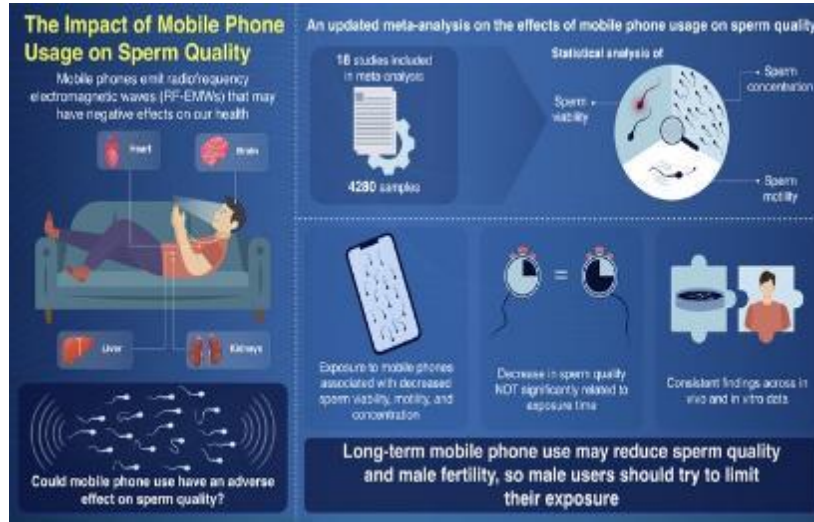 The Impact of Mobile Phone
Usage on Sperm Quality
Mobile phones emit radiofrequency
electromagnetic waves (RF-EMWs) that may
have negative effects on our health
Heart
Brain
Liver
Kidneys
Could mobile phone use have an adverse
effect on sperm quality?
An updated meta-analysis on the effects of mobile phone usage on sperm quality
18 studies included
in meta-analysis
4280 samples
Statistical analysis of
Sperm
viability
Sperm
concentration
Sperm
motility
Exposure to mobile phones
associated with decreased
sperm viability, motility, and
concentration
=
Decrease in sperm quality
NOT significantly related to
exposure time
Consistent findings across in
vivo and in vitro data
Long-term mobile phone use may reduce sperm quality
and male fertility, so male users should try to limit
their exposure